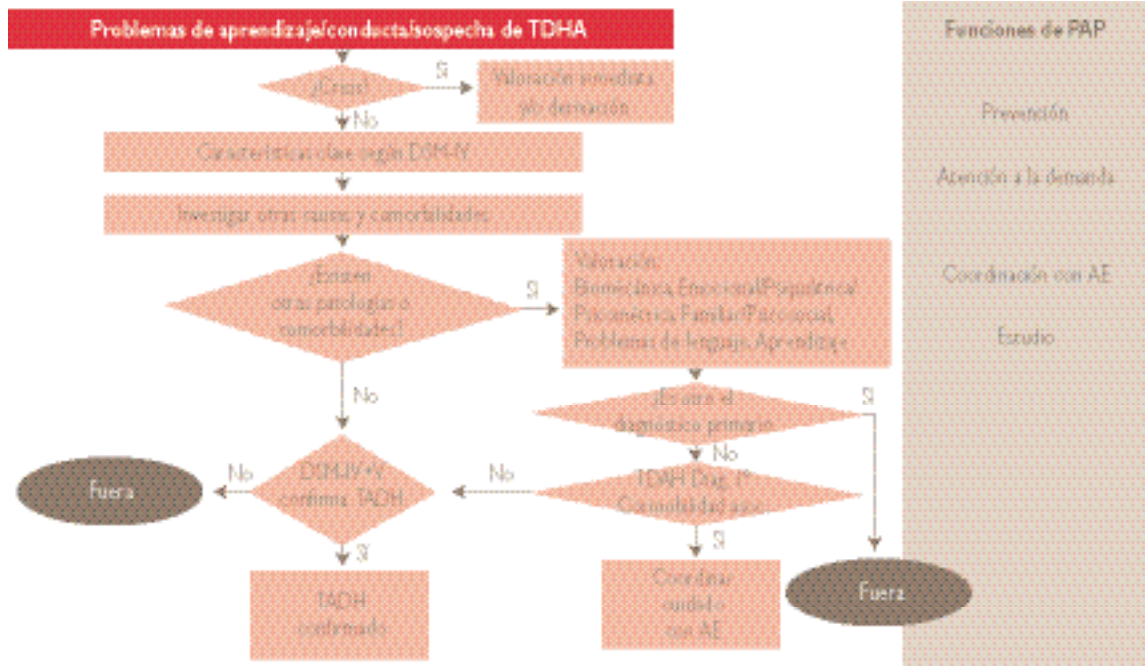 Problemas de aprendizaje/conducta/sospecha de TDHA
Funciones de PAP
¿Crisis?
Sí
Valoración inmediata
y/o derivación
Prevención
No
Características clave según DSM-IV
Atención a la demanda
Investigar otras causas y comorbilidades
¿Existen
otras patologías o
comorbilidades?
Sí
Valoración:
Biomecánica, Emocional/Psiquiátrica/
Psicométrica, Familiar/Psicosocial,
Problemas de lenguaje, Aprendizaje
Coordinación con AE
Estudio
No
¿Es otro el
diagnóstico primario
Sí
No
Fuera
No
DSM-IV+V
confirma TADH
No
TDAH Diag. 1º
Comorbilidad asoc.
Sí
Sí
TADH
confirmado
Coordinar
cuidado
con AE
Fuera